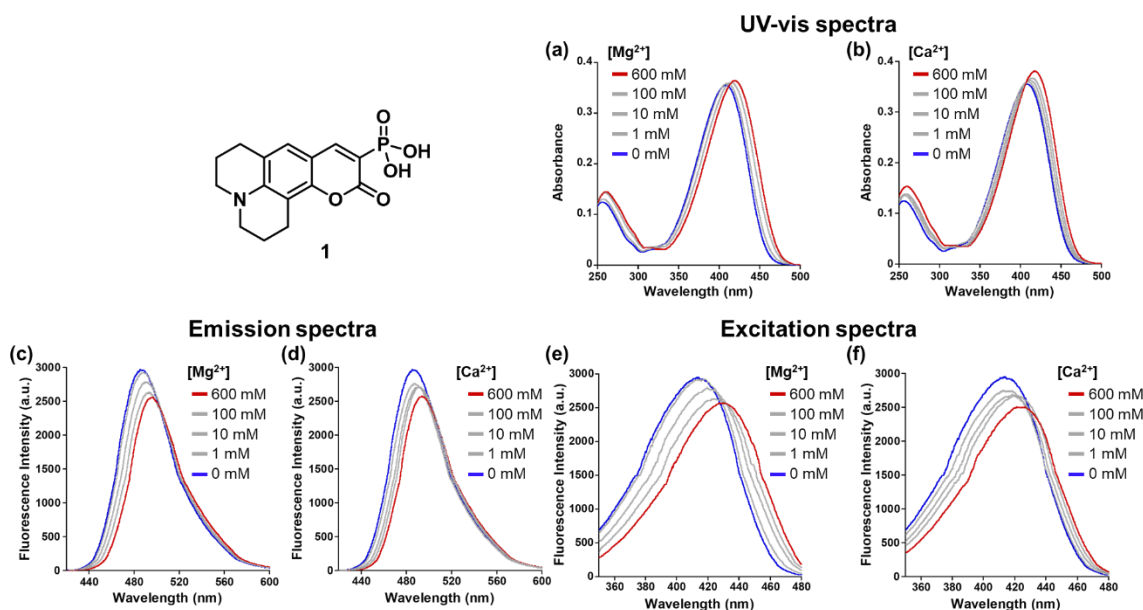 UV-vis spectra
(a)
[Mg²⁺]
600 mM
100 mM
10 mM
1 mM
0 mM
Absorbance
0.4
0.3
0.2
0.1
0
250 300 350 400 450 500
Wavelength (nm)
(b)
[Ca²⁺]
600 mM
100 mM
10 mM
1 mM
0 mM
Absorbance
0.4
0.3
0.2
0.1
0
250 300 350 400 450 500
Wavelength (nm)
O
P
OH
OH
N
O
O
1
Emission spectra
(c)
[Mg²⁺]
600 mM
100 mM
10 mM
1 mM
0 mM
Fluorescence Intensity (a.u.)
3000
2500
2000
1500
1000
500
0
440 480 520 560 600
Wavelength (nm)
(d)
[Ca²⁺]
600 mM
100 mM
10 mM
1 mM
0 mM
Fluorescence Intensity (a.u.)
3000
2500
2000
1500
1000
500
0
440 480 520 560 600
Wavelength (nm)
Excitation spectra
(e)
[Mg²⁺]
600 mM
100 mM
10 mM
1 mM
0 mM
Fluorescence Intensity (a.u.)
3000
2500
2000
1500
1000
500
0
360 380 400 420 440 460 480
Wavelength (nm)
(f)
[Ca²⁺]
600 mM
100 mM
10 mM
1 mM
0 mM
Fluorescence Intensity (a.u.)
3000
2500
2000
1500
1000
500
0
360 380 400 420 440 460 480
Wavelength (nm)